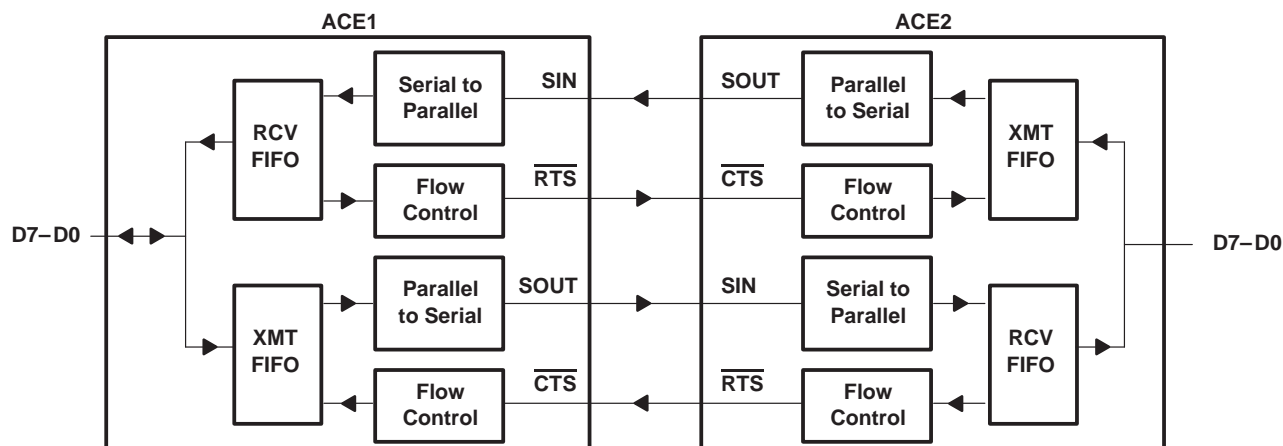 ACE1
ACE2
Serial to
Parallel
SIN
SOUT
Parallel
to Serial
RCV
FIFO
XMT
FIFO
Flow
Control
RTS
CTS
Flow
Control
D7–D0
D7–D0
Parallel
to Serial
SOUT
SIN
Serial to
Parallel
XMT
FIFO
RCV
FIFO
Flow
Control
CTS
RTS
Flow
Control